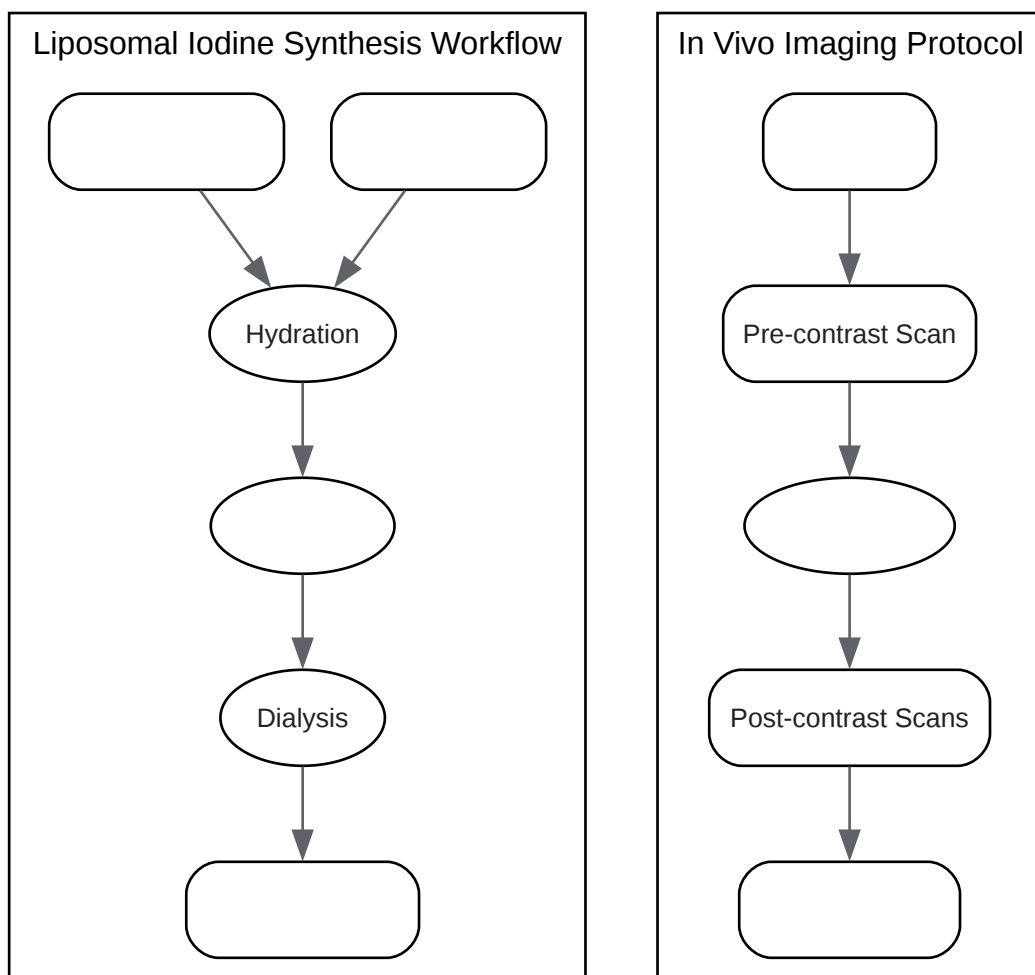 Liposomal Iodine Synthesis Workflow
Hydration
Dialysis
In Vivo Imaging Protocol
Pre-contrast Scan
Post-contrast Scans